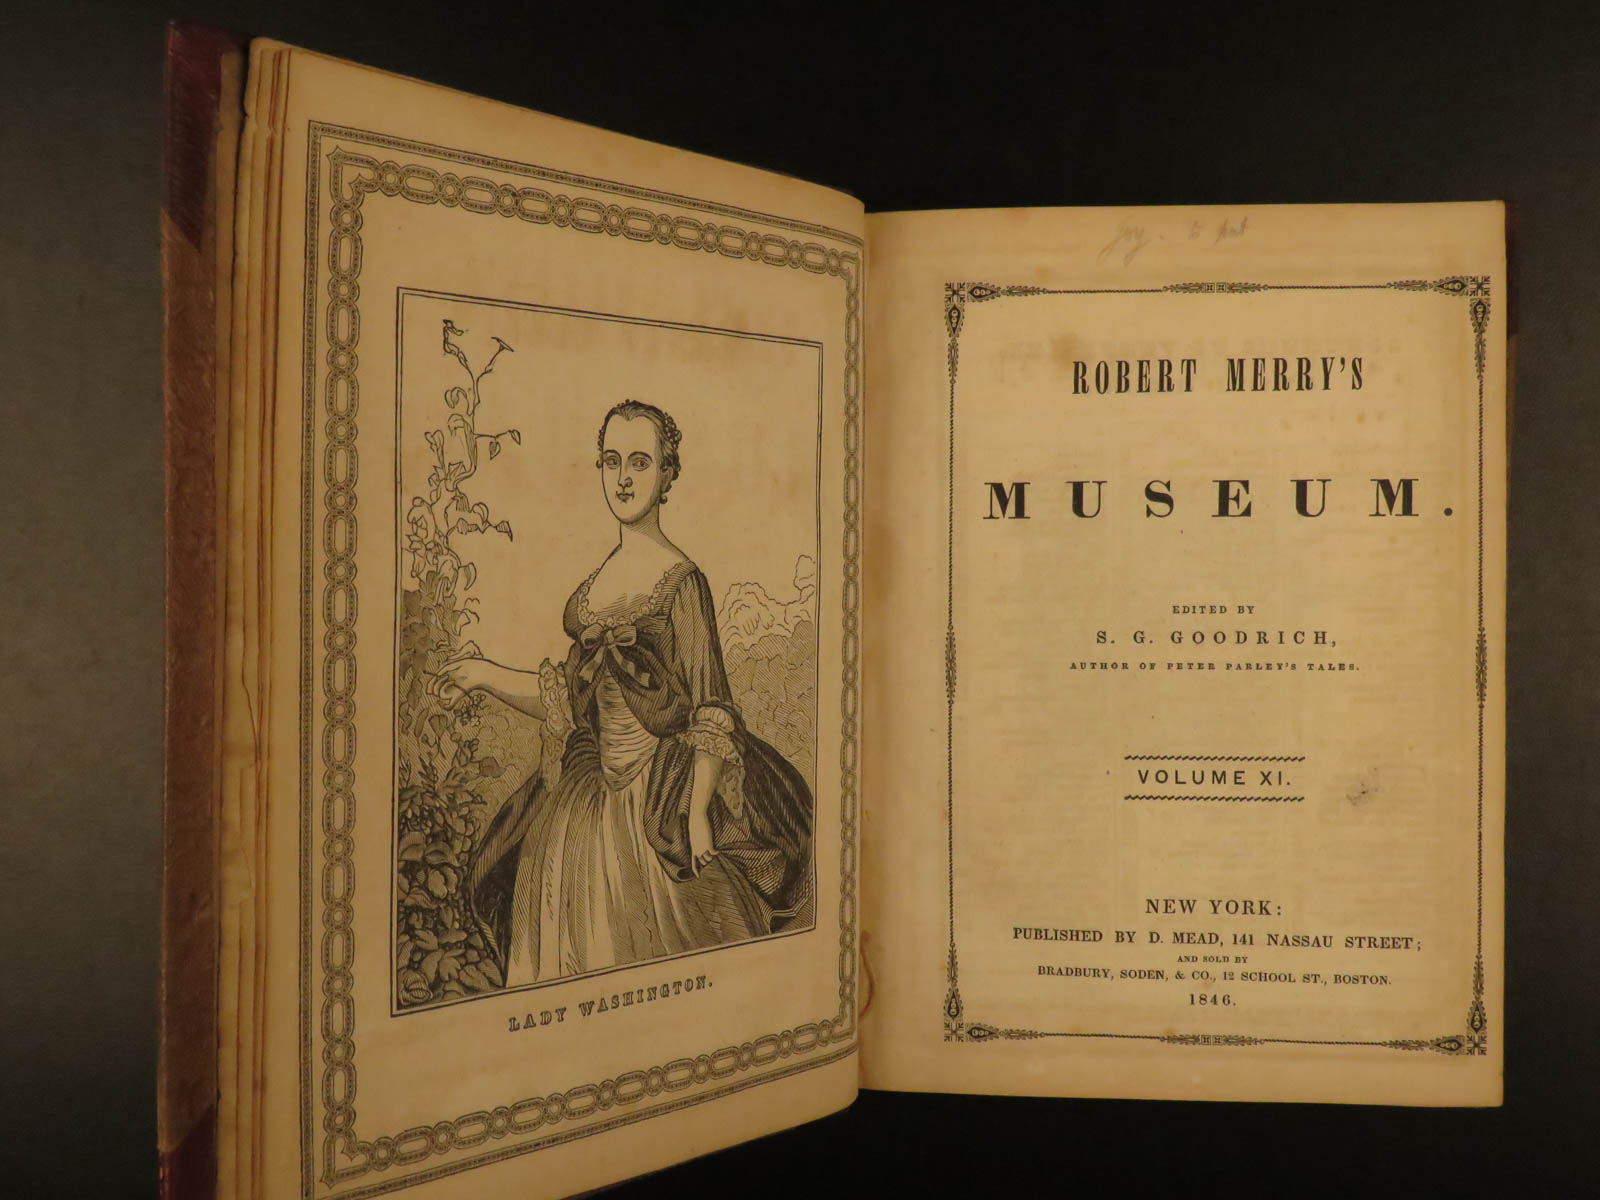 LADY WASHINGTON.
ROBERT MERRY'S
MUSEUM.
EDITED BY
S. G. GOODRICH,
AUTHOR OF PETER PARLEY'S TALES.
VOLUME XI.
NEW YORK:
PUBLISHED BY D. MEAD, 141 NASSAU STREET;
AND SOLD BY
BRADBURY, SODEN, & CO., 12 SCHOOL ST., BOSTON.
1846.